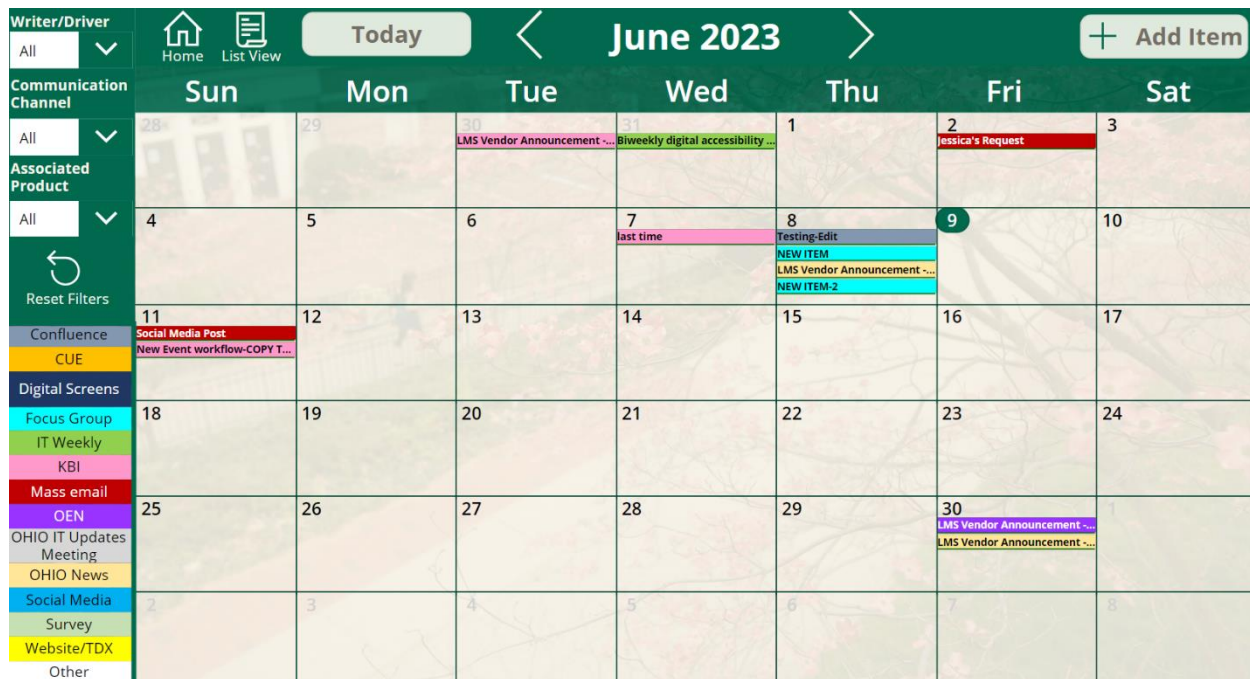 Writer/Driver
All
Communication
Channel
All
Associated
Product
All
Reset Filters
Confluence
CUE
Digital Screens
Focus Group
IT Weekly
KBI
Mass email
OEN
OHIO IT Updates
Meeting
OHIO News
Social Media
Survey
Website/TDX
Other
Home
List View
Today
June 2023
+ Add Item
Sun Mon Tue Wed Thu Fri Sat
28 29 30 31 1 2 3
LMS Vendor Announcement -...
Biweekly digital accessibility ...
Jessica's Request
4 5 6 7 8 9 10
last time
Testing-Edit
NEW ITEM
LMS Vendor Announcement -...
NEW ITEM-2
11 12 13 14 15 16 17
Social Media Post
New Event workflow-COPY T...
18 19 20 21 22 23 24
25 26 27 28 29 30 1
LMS Vendor Announcement -...
LMS Vendor Announcement -...
2 3 4 5 6 7 8